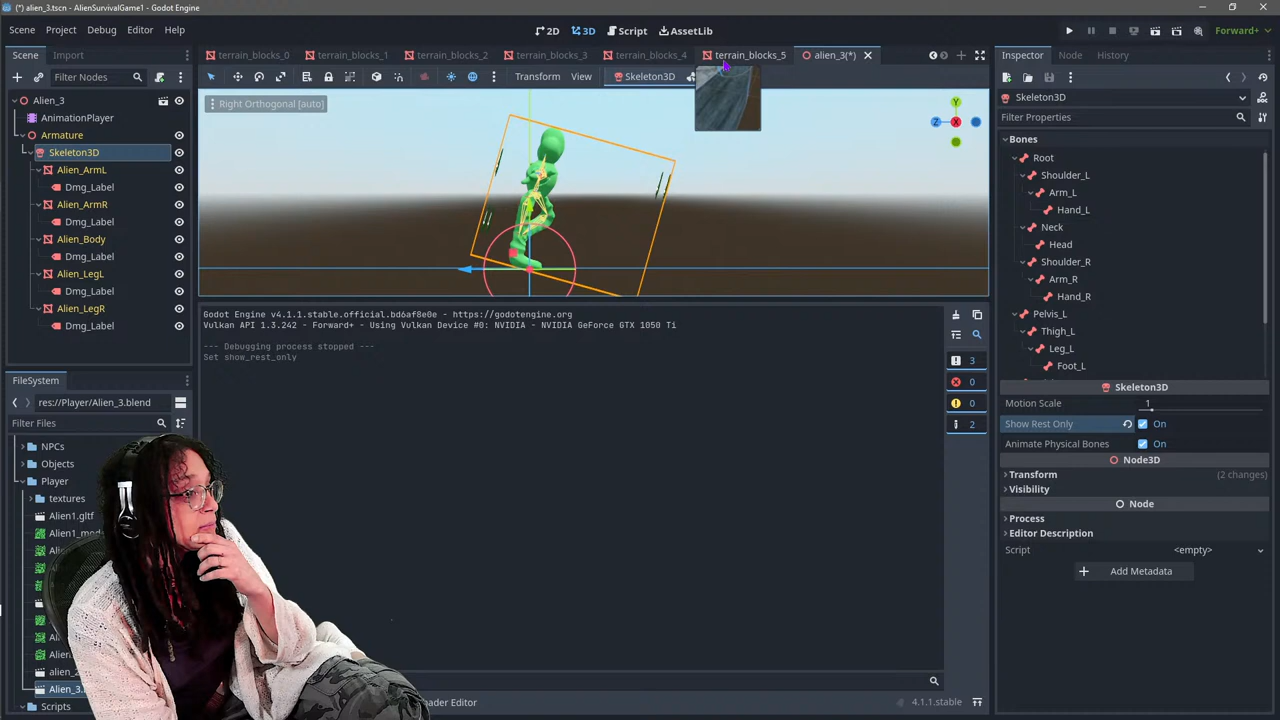 (*) alien_3.tscn - AlienSurvivalGame1 - Godot Engine
Scene Project Debug Editor Help
2D 3D Script AssetLib
Forward+
Scene Import
terrain_blocks_0 terrain_blocks_1 terrain_blocks_2 terrain_blocks_3 terrain_blocks_4 terrain_blocks_5 alien_3(*)
Inspector Node History
Filter Nodes
Transform View Skeleton3D
Alien_3
AnimationPlayer
Armature
Skeleton3D
Alien_ArmL
Dmg_Label
Alien_ArmR
Dmg_Label
Alien_Body
Dmg_Label
Alien_LegL
Dmg_Label
Alien_LegR
Dmg_Label
Right Orthogonal [auto]
Y
Z
X
Godot Engine v4.1.1.stable.official.bd6af8e0e - https://godotengine.org
Vulkan API 1.3.242 - Forward+ - Using Vulkan Device #0: NVIDIA - NVIDIA GeForce GTX 1050 Ti
--- Debugging process stopped ---
Set show_rest_only
3
0
0
2
4.1.1.stable
FileSystem
res://Player/Alien_3.blend
Filter Files
NPCs
Objects
Player
textures
Alien1.gltf
Scripts
Skeleton3D
Filter Properties
Bones
Root
Shoulder_L
Arm_L
Hand_L
Neck
Head
Shoulder_R
Arm_R
Hand_R
Pelvis_L
Thigh_L
Leg_L
Foot_L
Skeleton3D
Motion Scale 1
Show Rest Only On
Animate Physical Bones On
Node3D
Transform (2 changes)
Visibility
Node
Process
Editor Description
Script <empty>
Add Metadata